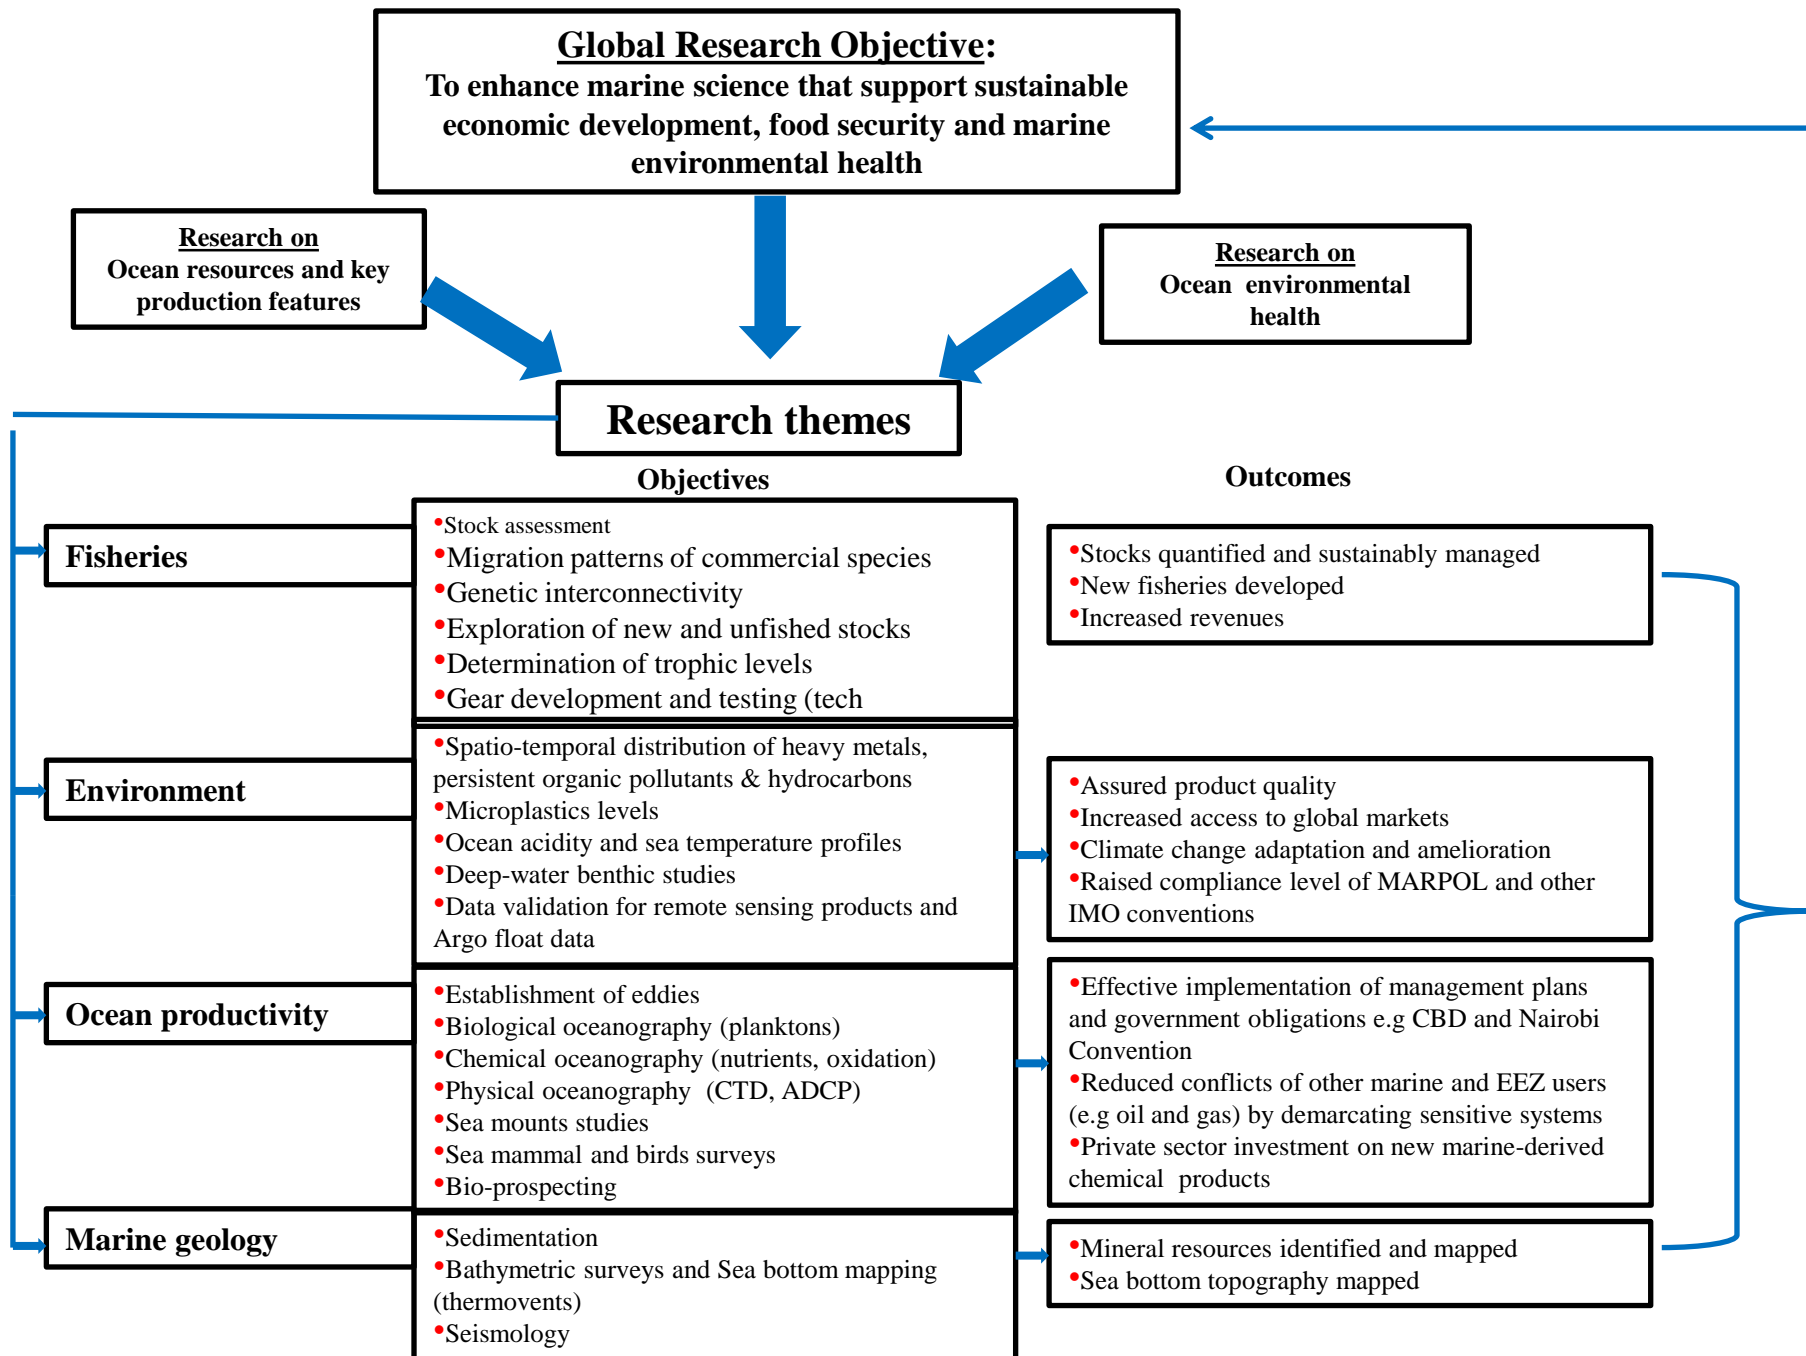 Global Research Objective:
To enhance marine science that support sustainable
economic development, food security and marine
environmental health
Research on
Ocean resources and key
production features
Research on
Ocean environmental
health
Research themes
Objectives
Outcomes
Fisheries
•Stock assessment
•Migration patterns of commercial species
•Genetic interconnectivity
•Exploration of new and unfished stocks
•Determination of trophic levels
•Gear development and testing (tech
•Stocks quantified and sustainably managed
•New fisheries developed
•Increased revenues
Environment
•Spatio-temporal distribution of heavy metals,
persistent organic pollutants & hydrocarbons
•Microplastics levels
•Ocean acidity and sea temperature profiles
•Deep-water benthic studies
•Data validation for remote sensing products and
Argo float data
•Assured product quality
•Increased access to global markets
•Climate change adaptation and amelioration
•Raised compliance level of MARPOL and other
IMO conventions
Ocean productivity
•Establishment of eddies
•Biological oceanography (planktons)
•Chemical oceanography (nutrients, oxidation)
•Physical oceanography (CTD, ADCP)
•Sea mounts studies
•Sea mammal and birds surveys
•Bio-prospecting
•Effective implementation of management plans
and government obligations e.g CBD and Nairobi
Convention
•Reduced conflicts of other marine and EEZ users
(e.g oil and gas) by demarcating sensitive systems
•Private sector investment on new marine-derived
chemical products
Marine geology
•Sedimentation
•Bathymetric surveys and Sea bottom mapping
(thermovents)
•Seismology
•Mineral resources identified and mapped
•Sea bottom topography mapped